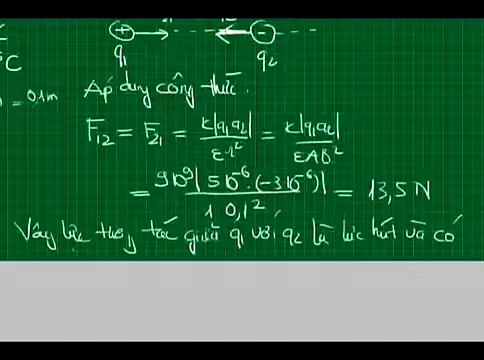 q₁ q₂
°C
= 0,1m Áp dụng công thức.
F₁₂ = F₂₁ = k|q₁q₂| / εr² = k|q₁q₂| / εAB²
= 9.10⁹|5.10⁻⁶.(-3.10⁻⁶)| / 1.0,1² = 13,5N
Vậy lực tương tác giữa q₁ với q₂ là lực hút và có